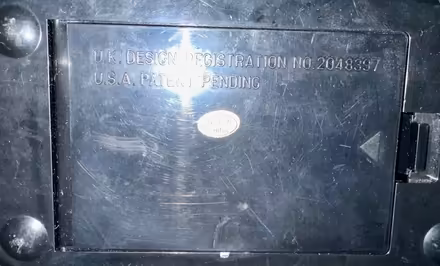 U.K. DESIGN REGISTRATION NO. 2048397
U.S.A. PATENT PENDING